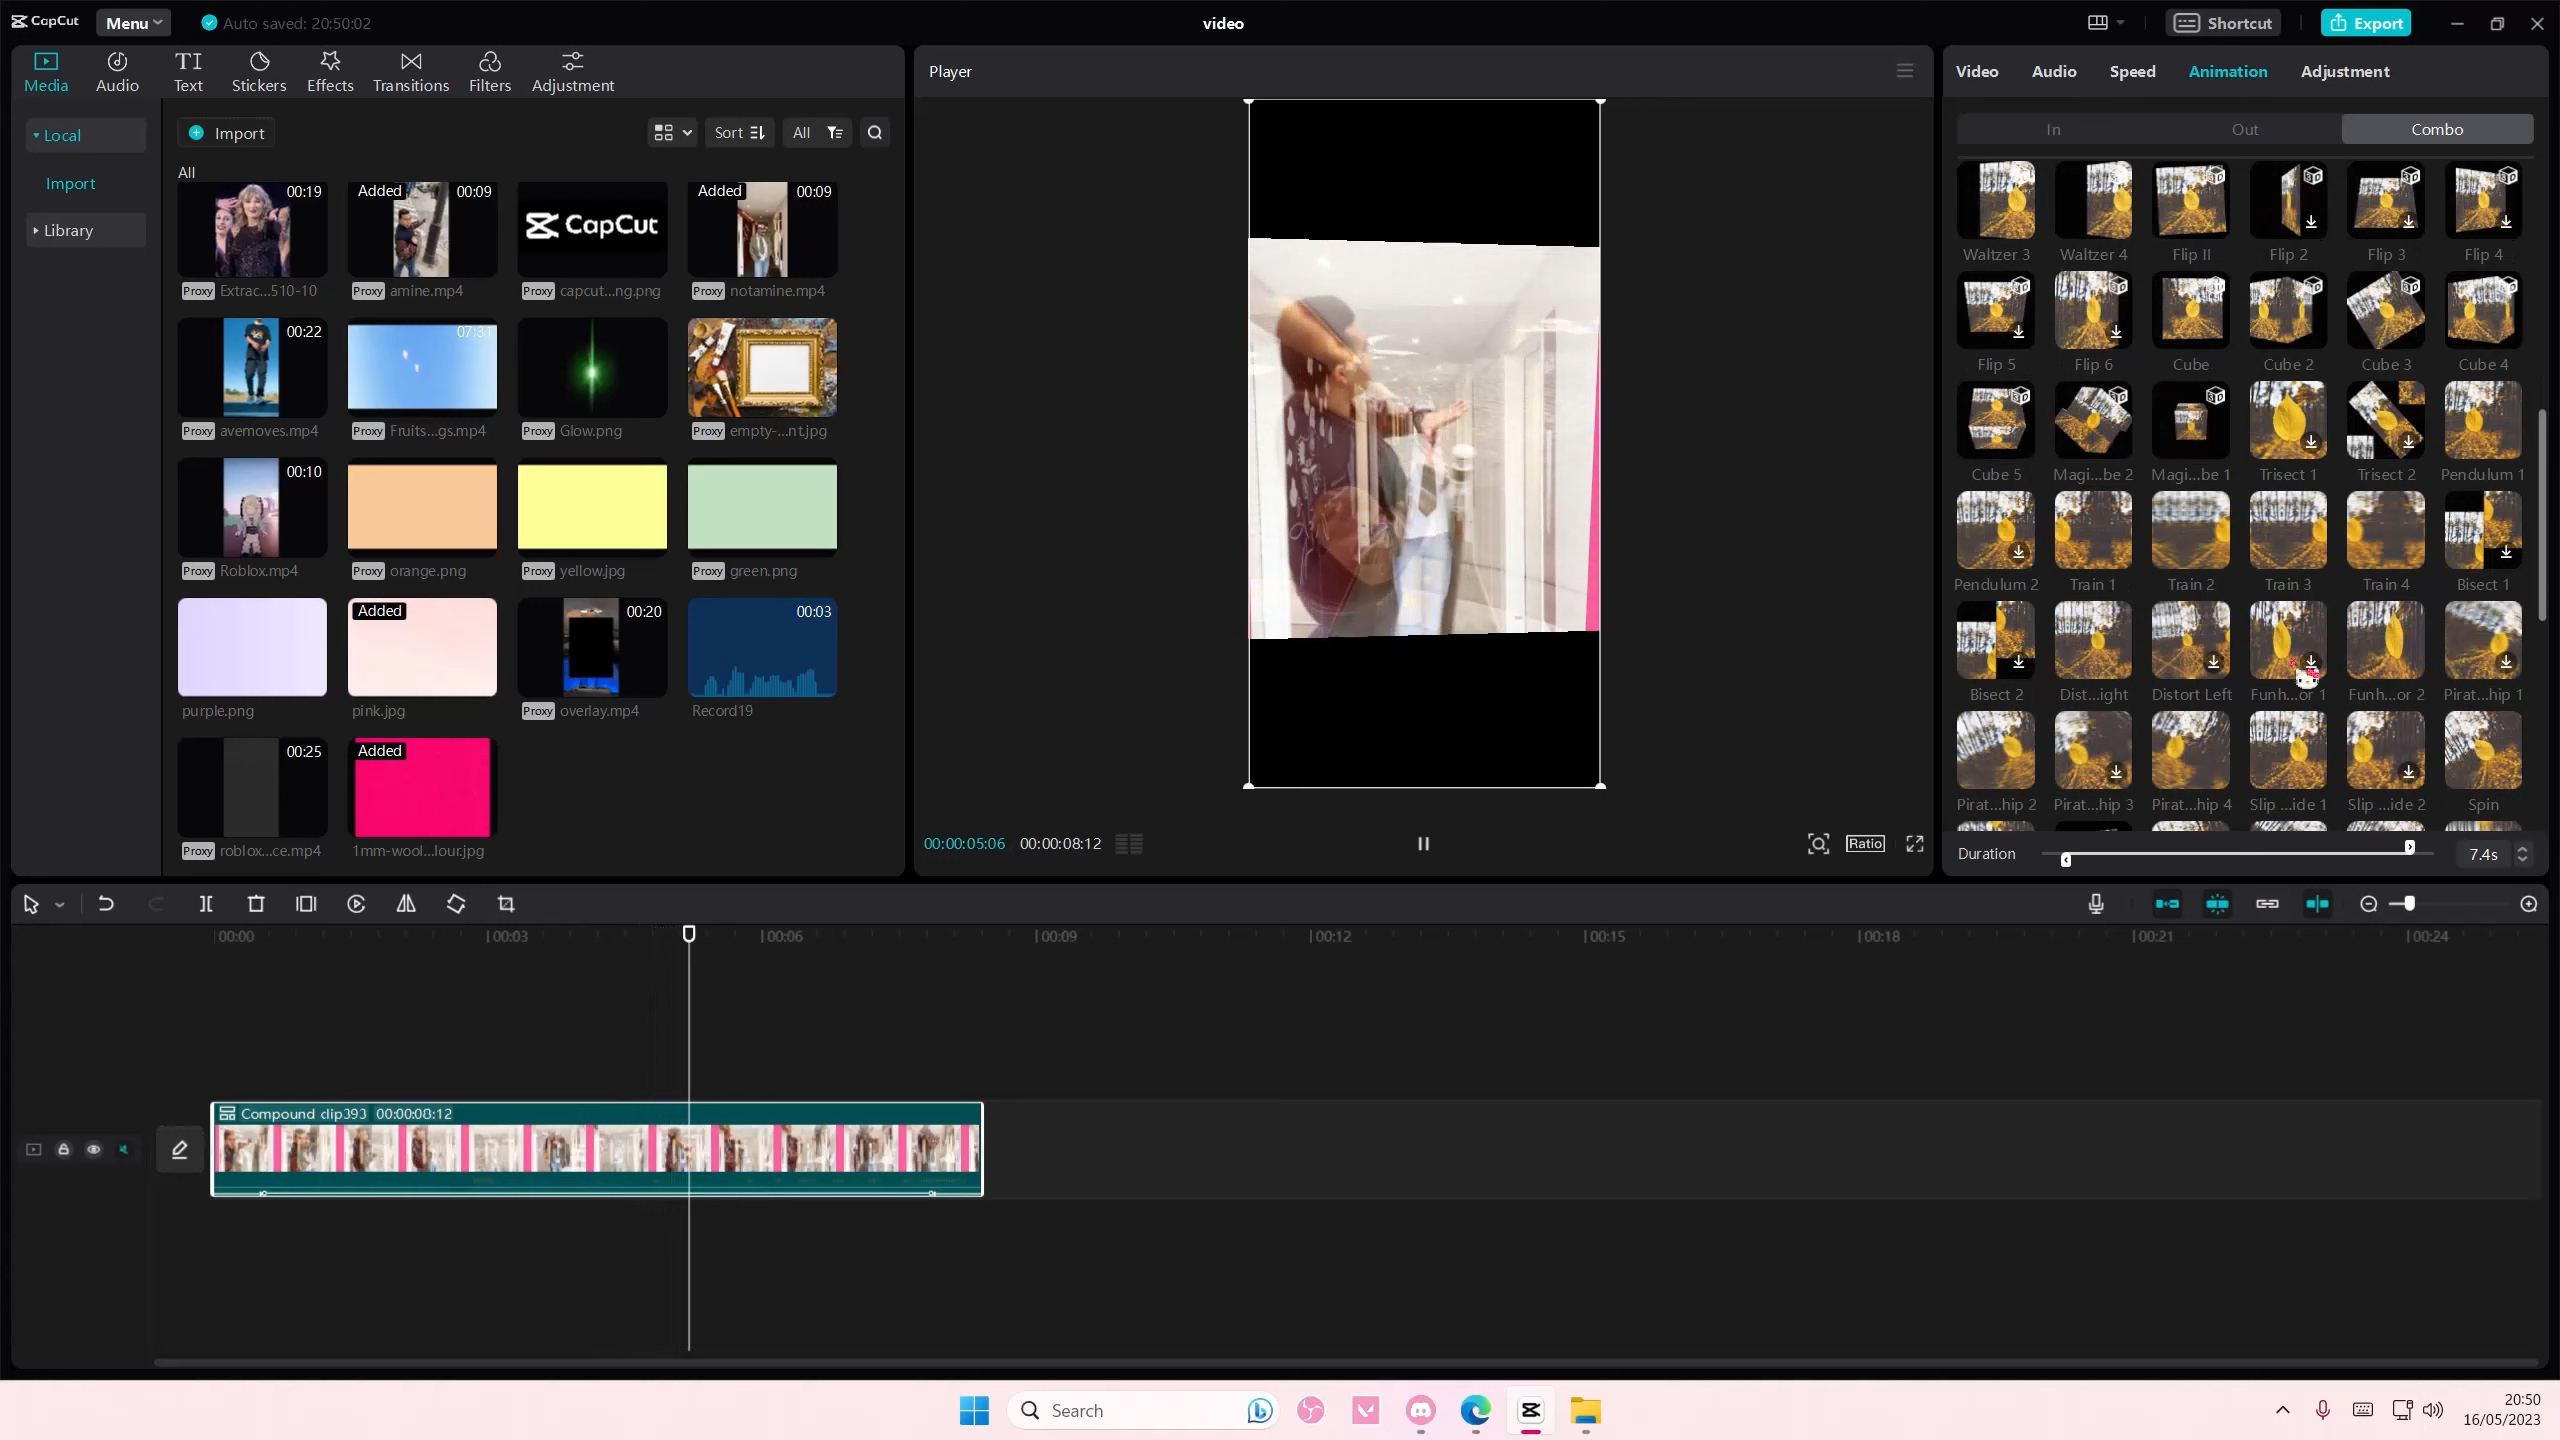 CapCut
Menu
Auto saved: 20:50:02
video
Shortcut
Export
Media
Audio
Text
Stickers
Effects
Transitions
Filters
Adjustment
Local
Import
Library
Import
Sort
All
All
00:19
Proxy Extrac...510-10
Added 00:09
Proxy amine.mp4
CapCut
Proxy capcut...ng.png
Added 00:09
Proxy notamine.mp4
00:22
Proxy avemoves.mp4
07:31
Proxy Fruits...gs.mp4
Proxy Glow.png
Proxy empty-...nt.jpg
00:10
Proxy Roblox.mp4
Proxy orange.png
Proxy yellow.jpg
Proxy green.png
purple.png
Added
pink.jpg
00:20
Proxy overlay.mp4
00:03
Record19
00:25
Proxy roblox...ce.mp4
Added
1mm-wool...lour.jpg
Player
00:00:05:06 00:00:08:12
Ratio
Video Audio Speed Animation Adjustment
In Out Combo
Waltzer 3 Waltzer 4 Flip II Flip 2 Flip 3 Flip 4
Flip 5 Flip 6 Cube Cube 2 Cube 3 Cube 4
Cube 5 Magi...be 2 Magi...be 1 Trisect 1 Trisect 2 Pendulum 1
Pendulum 2 Train 1 Train 2 Train 3 Train 4 Bisect 1
Bisect 2 Dist...ight Distort Left Funh...or 1 Funh...or 2 Pirat...hip 1
Pirat...hip 2 Pirat...hip 3 Pirat...hip 4 Slip ...ide 1 Slip ...ide 2 Spin
Duration 7.4s
00:00 00:03 00:06 00:09 00:12 00:15 00:18 00:21 00:24
Compound clip393 00:00:08:12
Search
20:50
16/05/2023